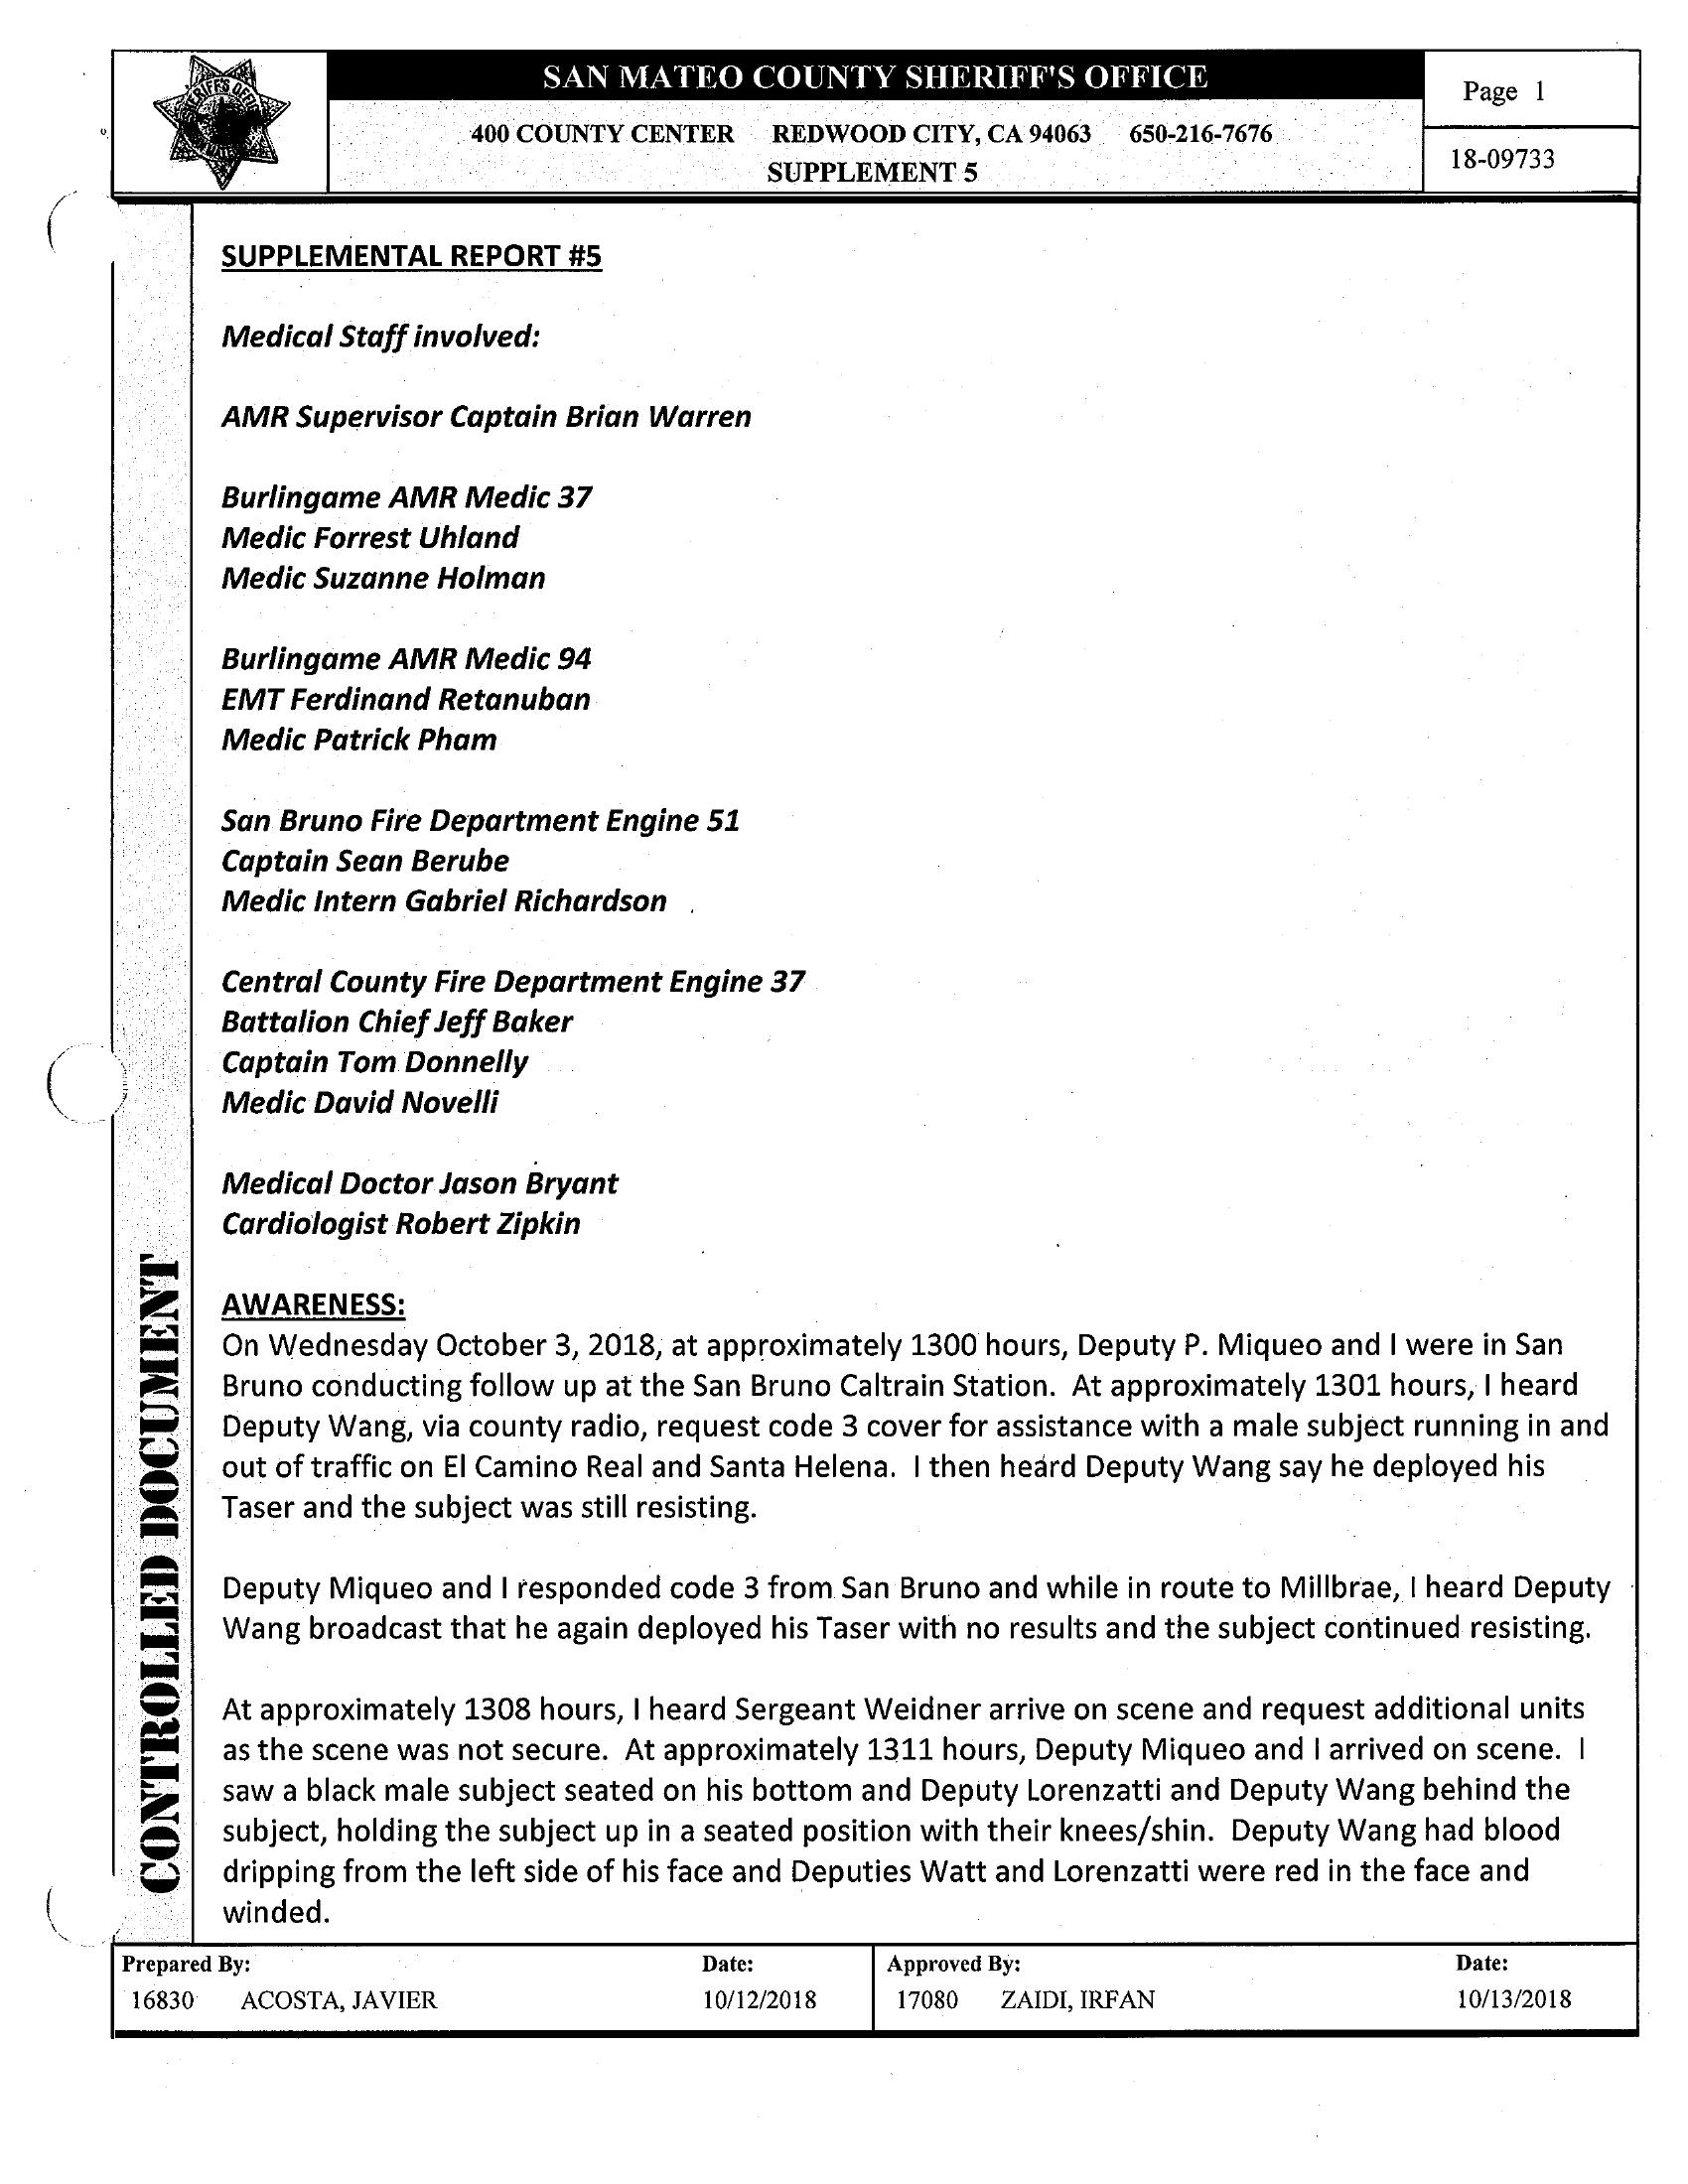 SAN MATEO COUNTY SHERIFF'S OFFICE
400 COUNTY CENTER REDWOOD CITY, CA 94063 650-216-7676
SUPPLEMENT 5
Page 1
18-09733
SUPPLEMENTAL REPORT #5
Medical Staff involved:
AMR Supervisor Captain Brian Warren
Burlingame AMR Medic 37
Medic Forrest Uhland
Medic Suzanne Holman
Burlingame AMR Medic 94
EMT Ferdinand Retanuban
Medic Patrick Pham
San Bruno Fire Department Engine 51
Captain Sean Berube
Medic Intern Gabriel Richardson
Central County Fire Department Engine 37
Battalion Chief Jeff Baker
Captain Tom Donnelly
Medic David Novelli
Medical Doctor Jason Bryant
Cardiologist Robert Zipkin
AWARENESS:
On Wednesday October 3, 2018, at approximately 1300 hours, Deputy P. Miqueo and I were in San
Bruno conducting follow up at the San Bruno Caltrain Station. At approximately 1301 hours, I heard
Deputy Wang, via county radio, request code 3 cover for assistance with a male subject running in and
out of traffic on El Camino Real and Santa Helena. I then heard Deputy Wang say he deployed his
Taser and the subject was still resisting.
Deputy Miqueo and I responded code 3 from San Bruno and while in route to Millbrae, I heard Deputy
Wang broadcast that he again deployed his Taser with no results and the subject continued resisting.
At approximately 1308 hours, I heard Sergeant Weidner arrive on scene and request additional units
as the scene was not secure. At approximately 1311 hours, Deputy Miqueo and I arrived on scene. I
saw a black male subject seated on his bottom and Deputy Lorenzatti and Deputy Wang behind the
subject, holding the subject up in a seated position with their knees/shin. Deputy Wang had blood
dripping from the left side of his face and Deputies Watt and Lorenzatti were red in the face and
winded.
CONTROLLED DOCUMENT
Prepared By: Date: Approved By: Date:
16830 ACOSTA, JAVIER 10/12/2018 17080 ZAIDI, IRFAN 10/13/2018